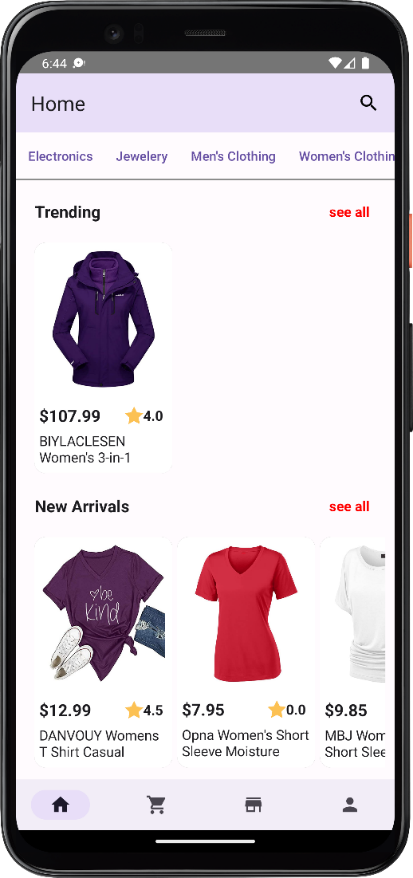 6:44
Home
Electronics Jewelery Men's Clothing Women's Clothin
Trending see all
$107.99 4.0
BIYLACLESEN
Women's 3-in-1
New Arrivals see all
be
kind
$12.99 4.5
DANVOUY Womens
T Shirt Casual
$7.95 0.0
Opna Women's Short
Sleeve Moisture
$9.85
MBJ Wom
Short Slee